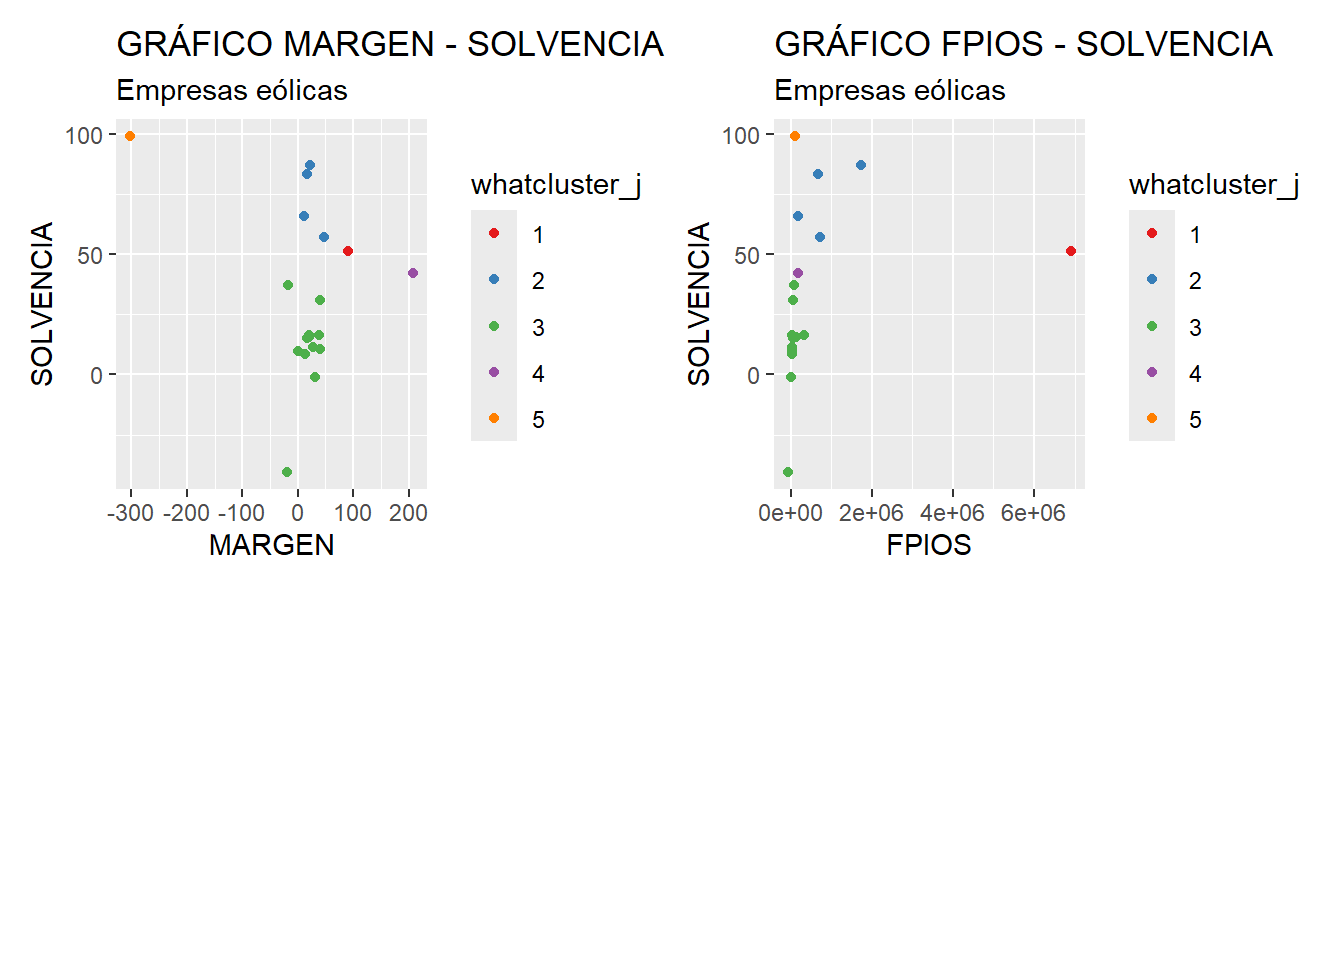 GRÁFICO MARGEN - SOLVENCIA
Empresas eólicas
SOLVENCIA
100
50
0
-300 -200 -100 0 100 200
MARGEN
whatcluster_j
1
2
3
4
5
GRÁFICO FPIOS - SOLVENCIA
Empresas eólicas
SOLVENCIA
100
50
0
0e+00 2e+06 4e+06 6e+06
FPIOS
whatcluster_j
1
2
3
4
5